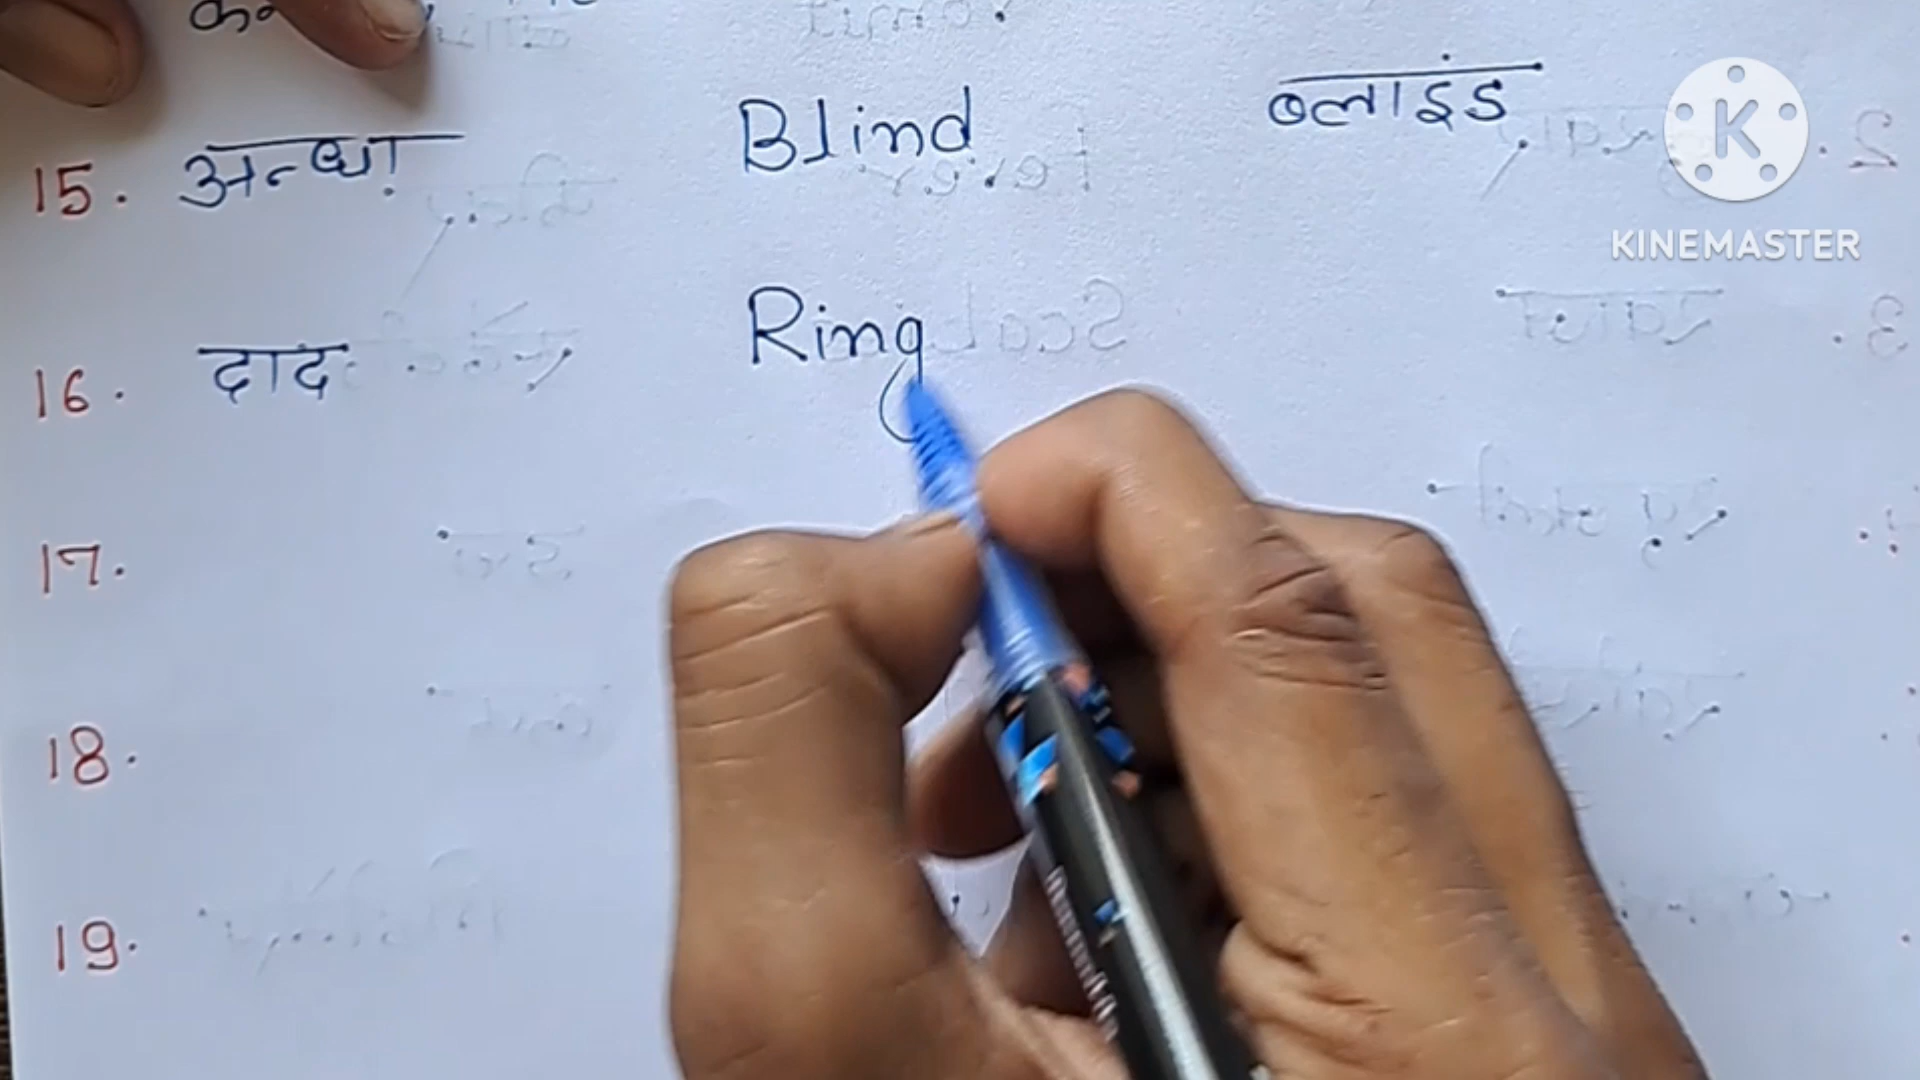 15. अन्धा Blind ब्लाइंड
K
KINEMASTER
16. दाद Ring
17.
18.
19.